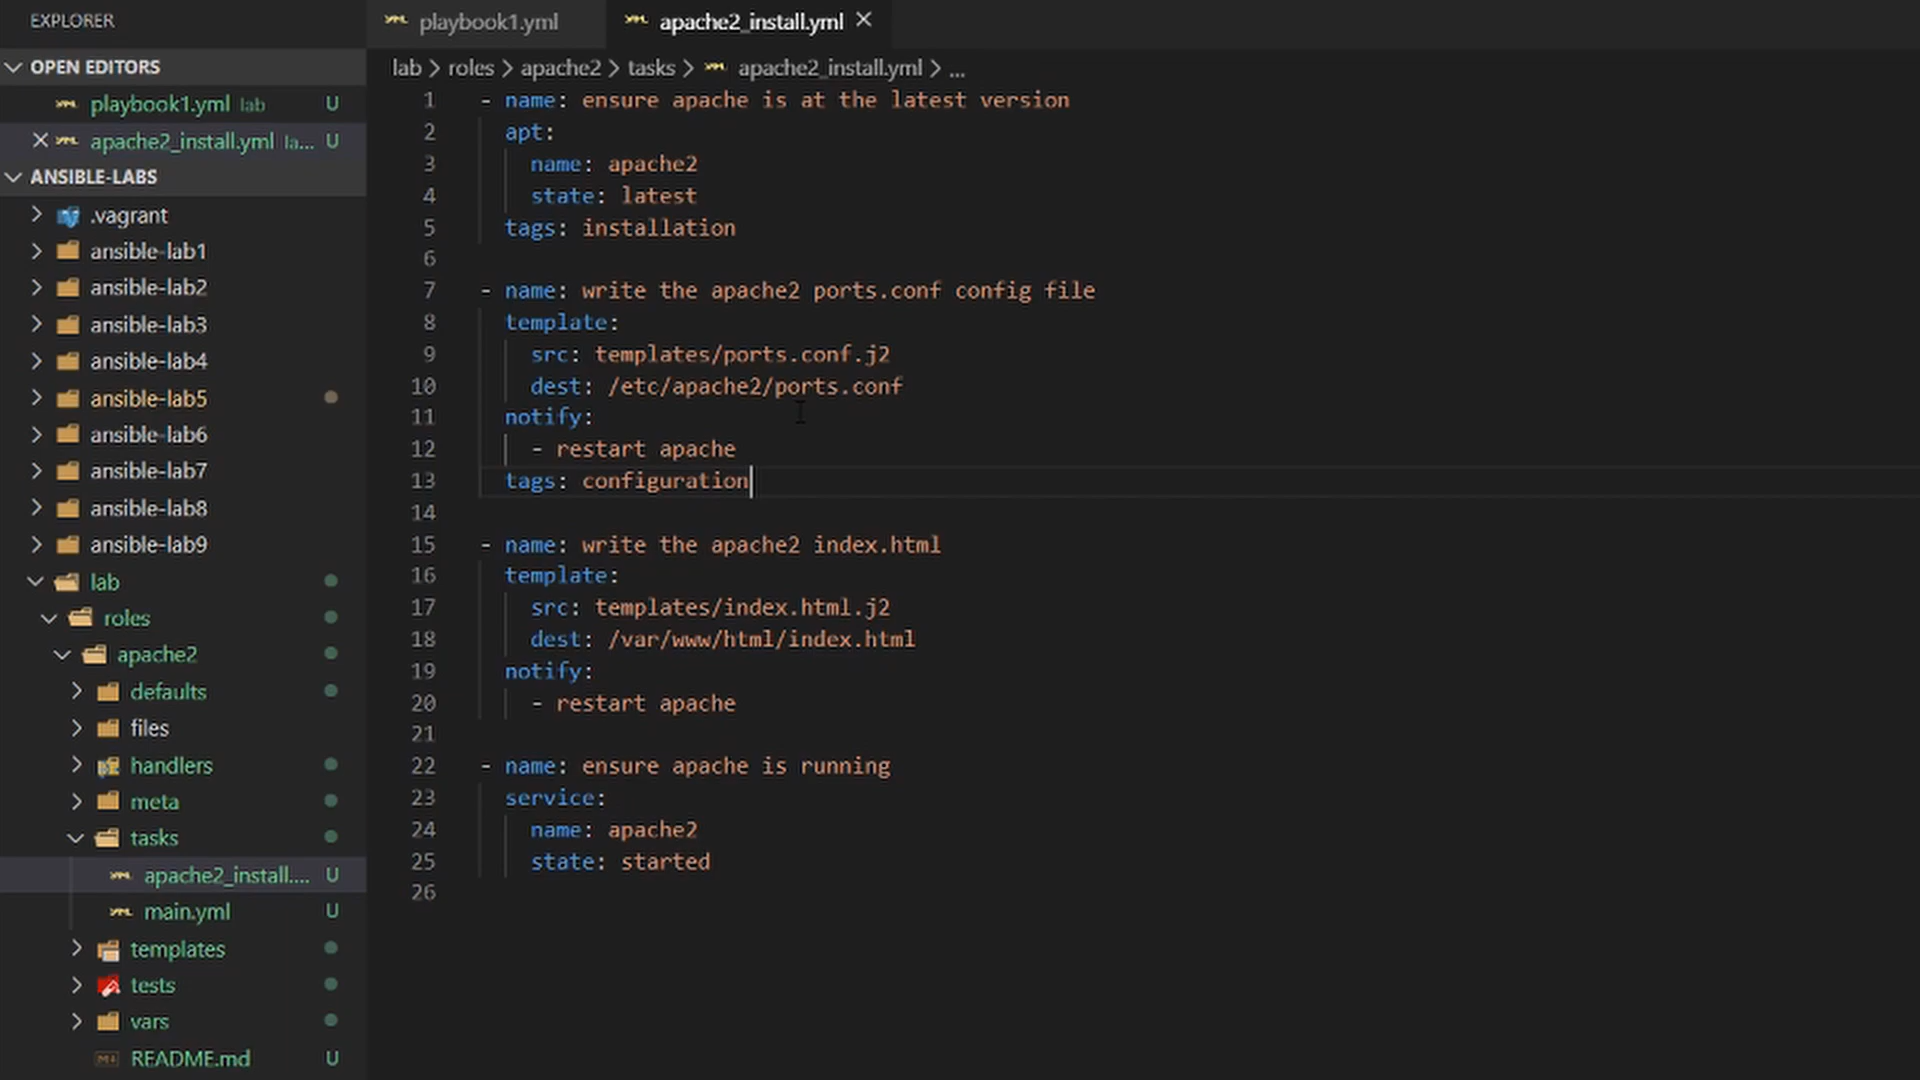 EXPLORER
OPEN EDITORS
playbook1.yml lab U
apache2_install.yml la... U
ANSIBLE-LABS
.vagrant
ansible-lab1
ansible-lab2
ansible-lab3
ansible-lab4
ansible-lab5
ansible-lab6
ansible-lab7
ansible-lab8
ansible-lab9
lab
roles
apache2
defaults
files
handlers
meta
tasks
apache2_install.... U
main.yml U
templates
tests
vars
README.md U
playbook1.yml
apache2_install.yml
lab > roles > apache2 > tasks > apache2_install.yml > ...
1 - name: ensure apache is at the latest version
2 apt:
3 name: apache2
4 state: latest
5 tags: installation
6
7 - name: write the apache2 ports.conf config file
8 template:
9 src: templates/ports.conf.j2
10 dest: /etc/apache2/ports.conf
11 notify:
12 - restart apache
13 tags: configuration
14
15 - name: write the apache2 index.html
16 template:
17 src: templates/index.html.j2
18 dest: /var/www/html/index.html
19 notify:
20 - restart apache
21
22 - name: ensure apache is running
23 service:
24 name: apache2
25 state: started
26